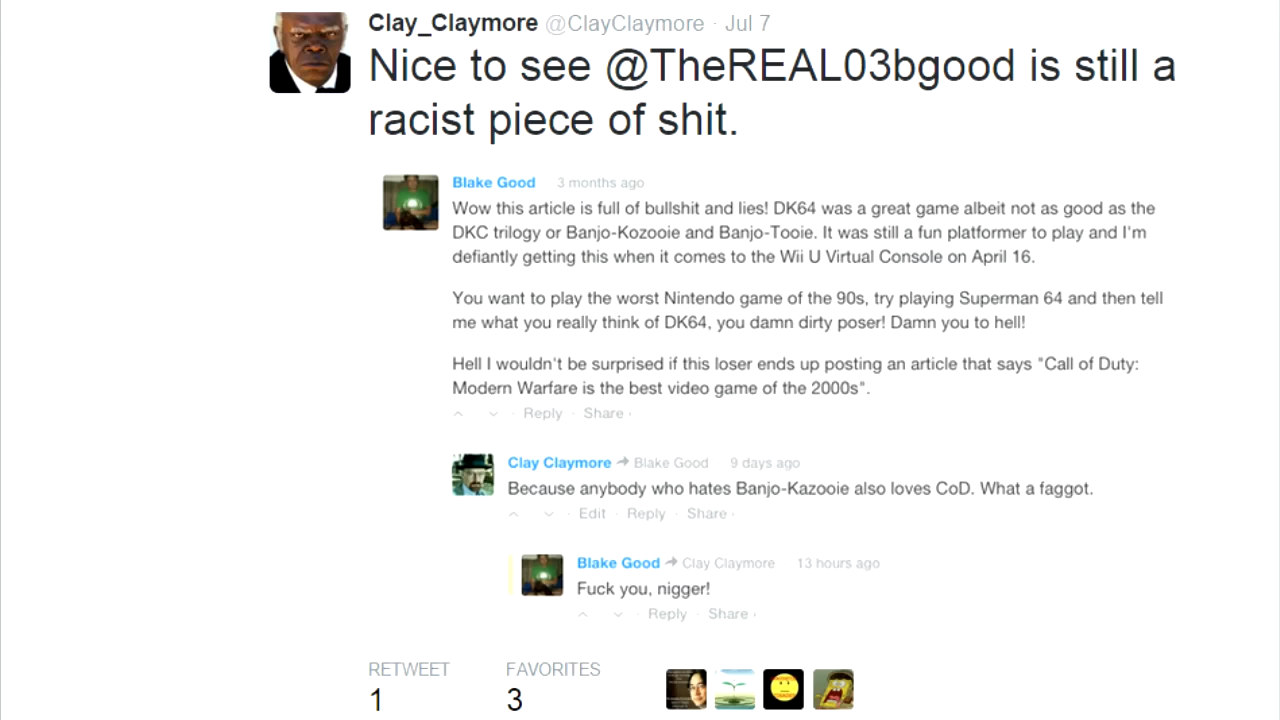 Clay_Claymore @ClayClaymore · Jul 7
Nice to see @TheREAL03bgood is still a
racist piece of shit.
Blake Good 3 months ago
Wow this article is full of bullshit and lies! DK64 was a great game albeit not as good as the
DKC trilogy or Banjo-Kozooie and Banjo-Tooie. It was still a fun platformer to play and I'm
defiantly getting this when it comes to the Wii U Virtual Console on April 16.
You want to play the worst Nintendo game of the 90s, try playing Superman 64 and then tell
me what you really think of DK64, you damn dirty poser! Damn you to hell!
Hell I wouldn't be surprised if this loser ends up posting an article that says "Call of Duty:
Modern Warfare is the best video game of the 2000s".
Reply · Share ›
Clay Claymore → Blake Good 9 days ago
Because anybody who hates Banjo-Kazooie also loves CoD. What a faggot.
Edit · Reply · Share ›
Blake Good → Clay Claymore 13 hours ago
Fuck you, nigger!
Reply · Share ›
RETWEET FAVORITES
1 3